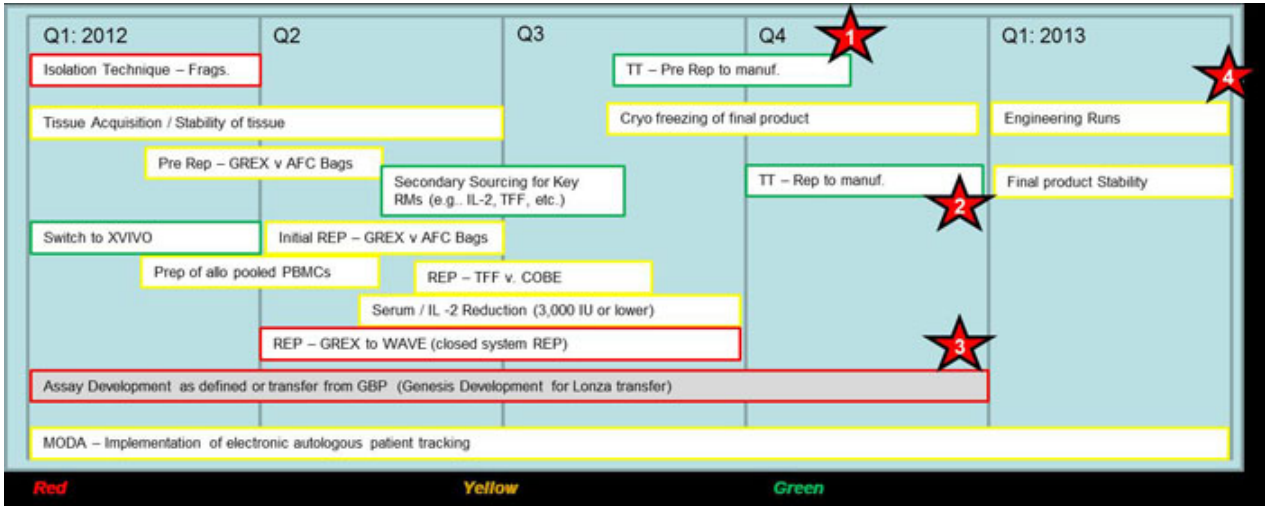 Q1: 2012
Q2
Q3
Q4
1
Q1: 2013
Isolation Technique – Frags.
TT – Pre Rep to manuf.
4
Tissue Acquisition / Stability of tissue
Cryo freezing of final product
Engineering Runs
Pre Rep – GREX v AFC Bags
Secondary Sourcing for Key
RMs (e.g.. IL-2, TFF, etc.)
TT – Rep to manuf.
2
Final product Stability
Switch to XVIVO
Initial REP – GREX v AFC Bags
Prep of allo pooled PBMCs
REP – TFF v. COBE
Serum / IL -2 Reduction (3,000 IU or lower)
REP – GREX to WAVE (closed system REP)
3
Assay Development as defined or transfer from GBP (Genesis Development for Lonza transfer)
MODA – Implementation of electronic autologous patient tracking
Red
Yellow
Green